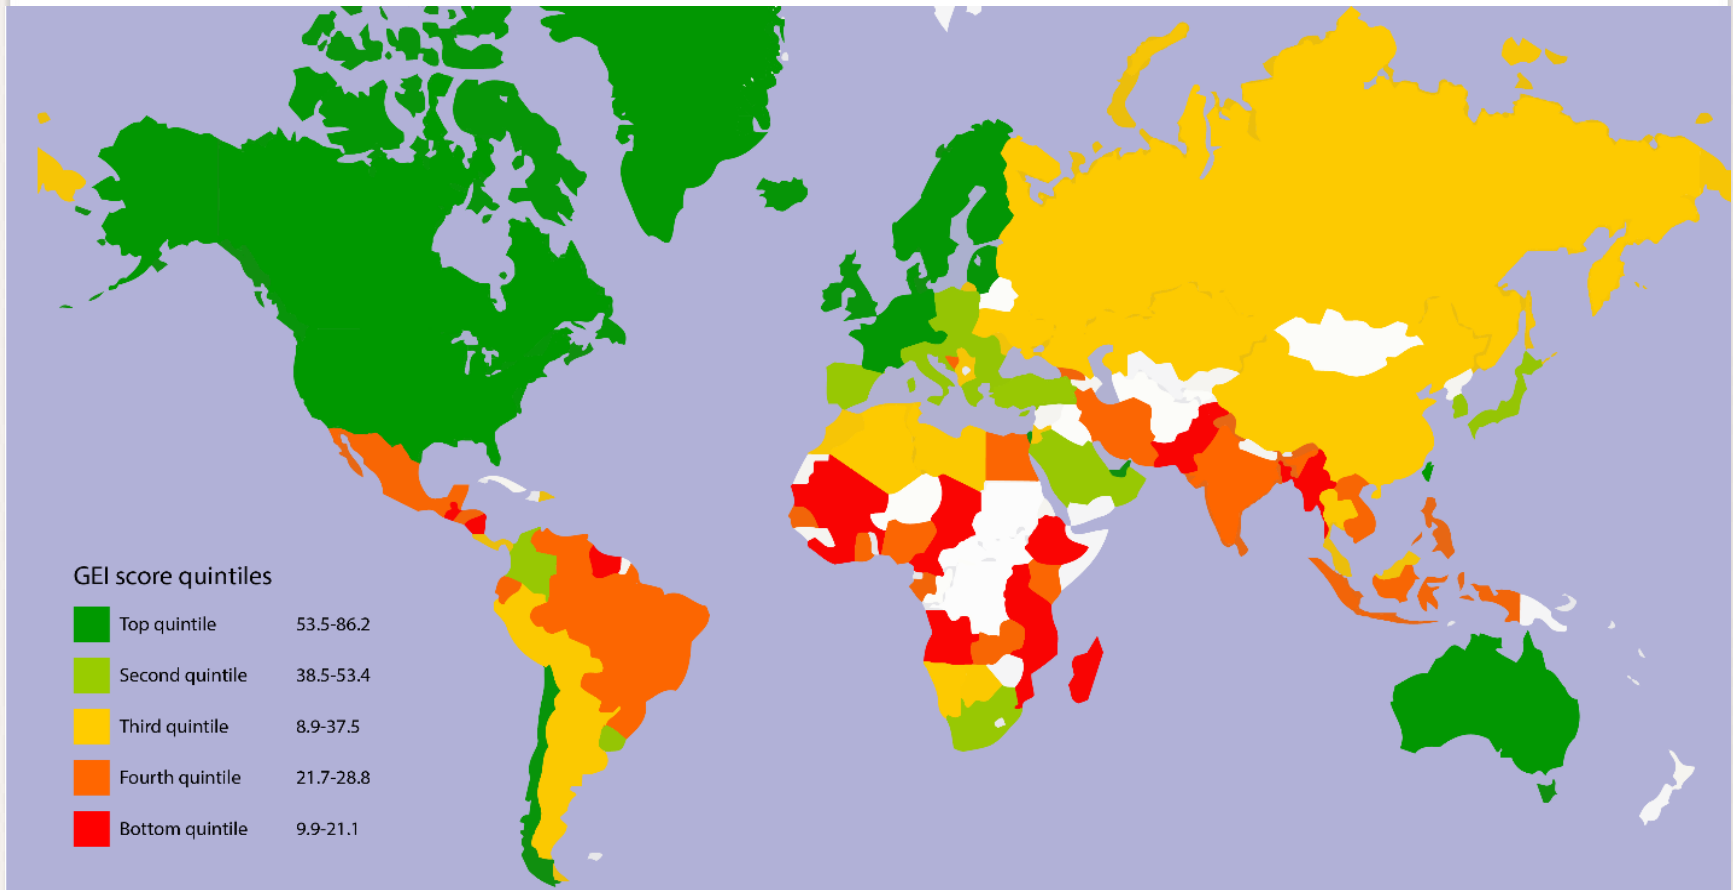 GEI score quintiles
Top quintile 53.5-86.2
Second quintile 38.5-53.4
Third quintile 8.9-37.5
Fourth quintile 21.7-28.8
Bottom quintile 9.9-21.1